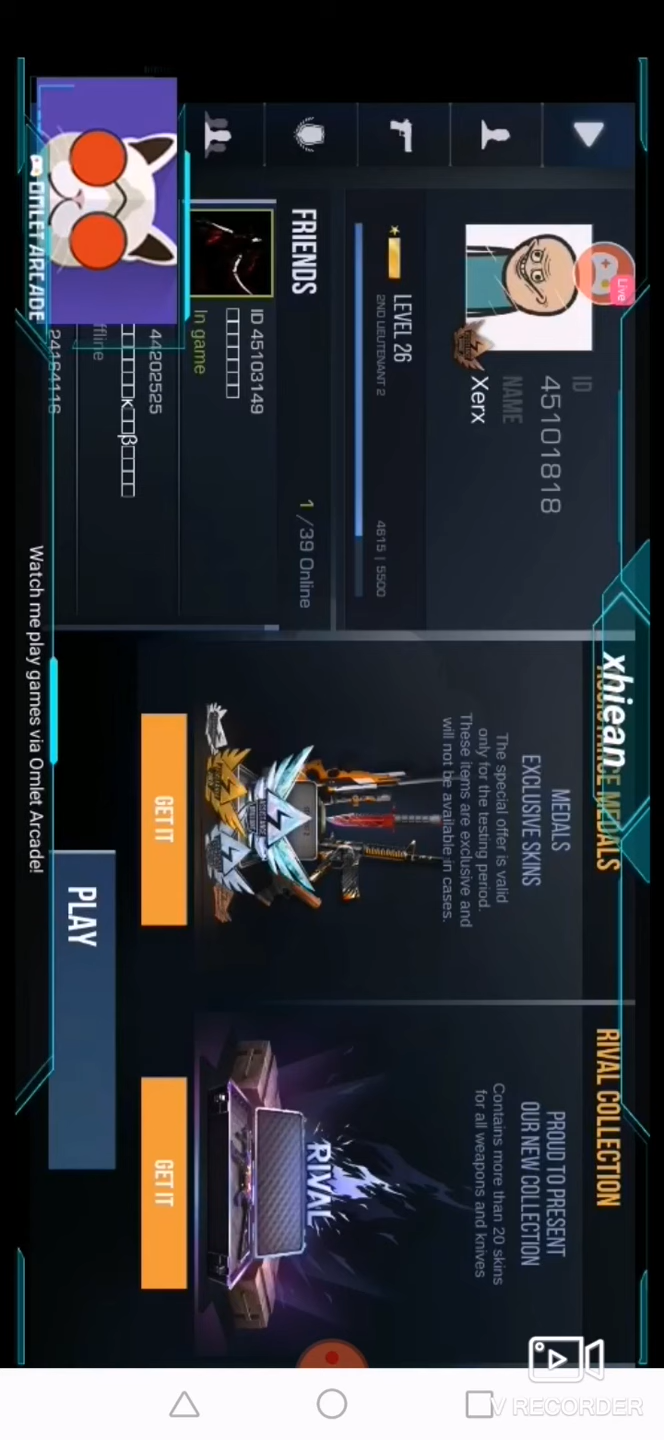 ID
45101818
NAME
Xerx
LEVEL 26
2ND LIEUTENANT 2
4615 | 5500
FRIENDS
1 /39 Online
ID 45103149
□□□□□□
In game
44202525
□□□□□к□□β□□□□
ffline
24164116
Live
OMLET ARCADE
xhiean
MEDALS
MEDALS
EXCLUSIVE SKINS
The special offer is valid
only for the testing period.
These items are exclusive and
will not be available in cases.
GET IT
RIVAL COLLECTION
PROUD TO PRESENT
OUR NEW COLLECTION
Contains more than 20 skins
for all weapons and knives
RIVAL
GET IT
PLAY
Watch me play games via Omlet Arcade!
V RECORDER